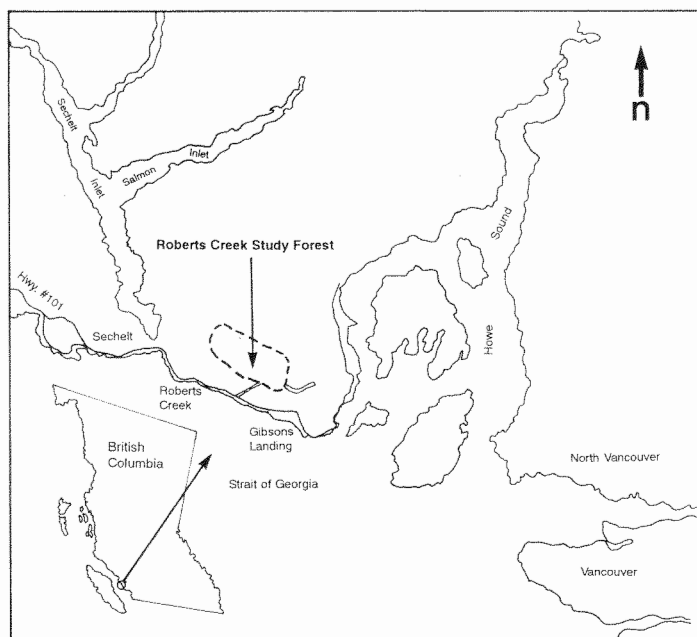 Sechelt
Inlet
Salmon
Inlet
n
Sound
Howe
Roberts Creek Study Forest
Hwy. #101
Sechelt
Roberts
Creek
Gibsons
Landing
British
Columbia
Strait of Georgia
North Vancouver
Vancouver